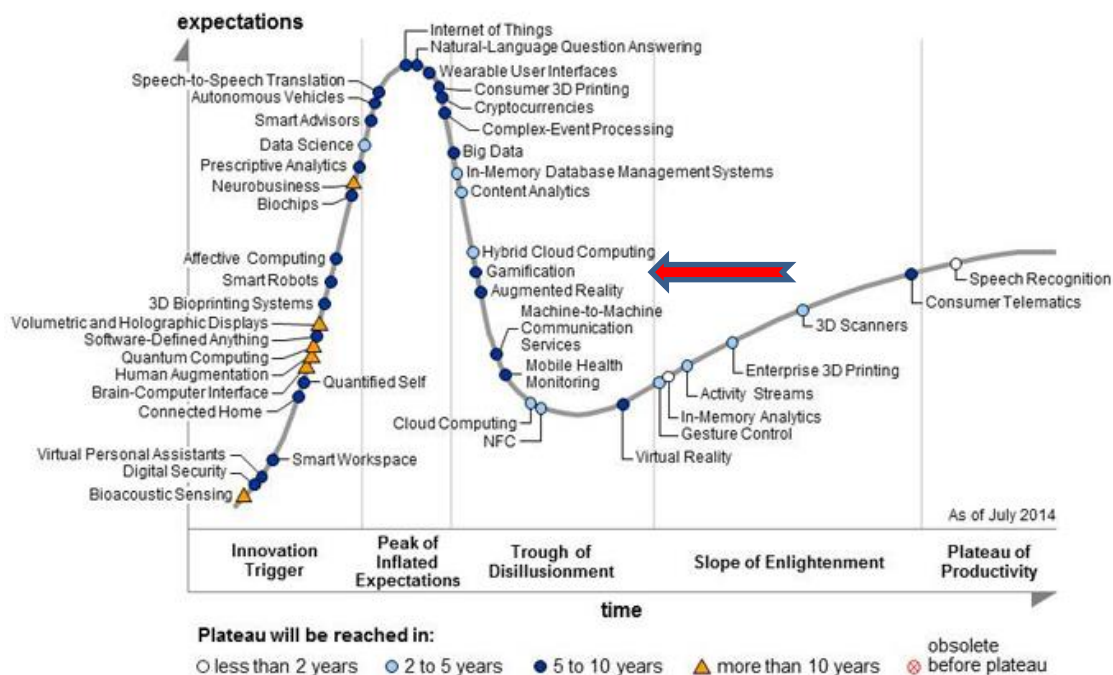 expectations
Internet of Things
Natural-Language Question Answering
Wearable User Interfaces
Consumer 3D Printing
Cryptocurrencies
Complex-Event Processing
Big Data
In-Memory Database Management Systems
Content Analytics
Speech-to-Speech Translation
Autonomous Vehicles
Smart Advisors
Data Science
Prescriptive Analytics
Neurobusiness
Biochips
Affective Computing
Smart Robots
3D Bioprinting Systems
Volumetric and Holographic Displays
Software-Defined Anything
Quantum Computing
Human Augmentation
Brain-Computer Interface
Quantified Self
Connected Home
Virtual Personal Assistants
Smart Workspace
Digital Security
Bioacoustic Sensing
Hybrid Cloud Computing
Gamification
Augmented Reality
Machine-to-Machine
Communication
Services
Mobile Health
Monitoring
Cloud Computing
NFC
Virtual Reality
Gesture Control
In-Memory Analytics
Activity Streams
Enterprise 3D Printing
3D Scanners
Consumer Telematics
Speech Recognition
As of July 2014
Innovation
Trigger
Peak of
Inflated
Expectations
Trough of
Disillusionment
Slope of Enlightenment
Plateau of
Productivity
time
Plateau will be reached in:
less than 2 years
2 to 5 years
5 to 10 years
more than 10 years
obsolete
before plateau